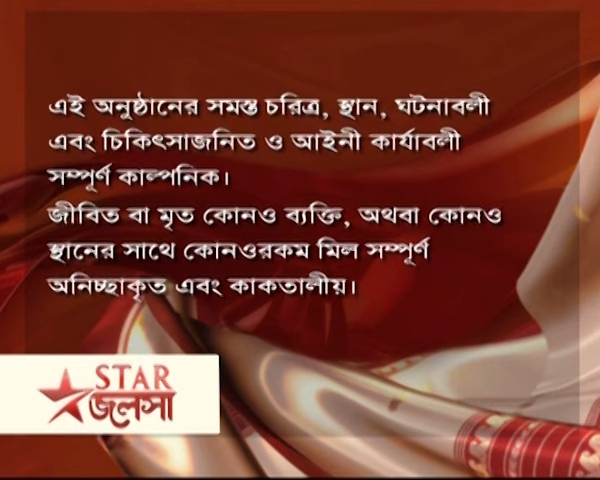 এই অনুষ্ঠানের সমস্ত চরিত্র, স্থান, ঘটনাবলী
এবং চিকিৎসাজনিত ও আইনী কার্যাবলী
সম্পূর্ণ কাল্পনিক।
জীবিত বা মৃত কোনও ব্যক্তি, অথবা কোনও
স্থানের সাথে কোনওরকম মিল সম্পূর্ণ
অনিচ্ছাকৃত এবং কাকতালীয়।
STAR
জলসা